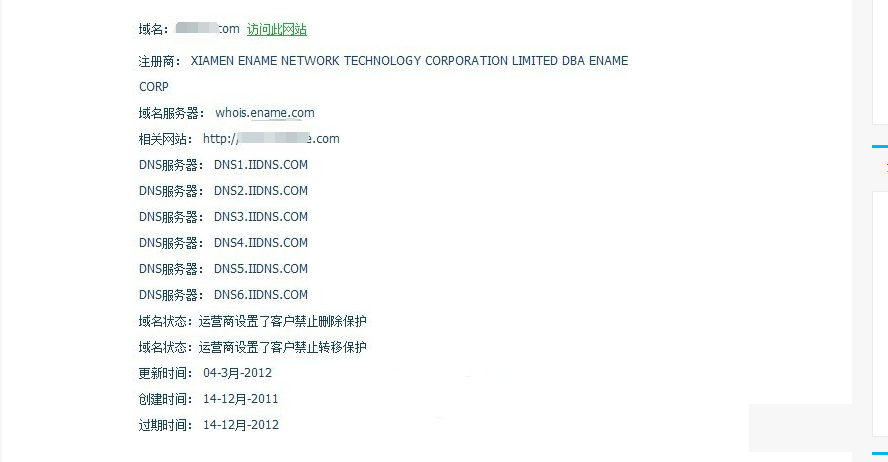 域名： com 访问此网站
注册商： XIAMEN ENAME NETWORK TECHNOLOGY CORPORATION LIMITED DBA ENAME
CORP
域名服务器： whois.ename.com
相关网站： http:// e.com
DNS服务器： DNS1.IIDNS.COM
DNS服务器： DNS2.IIDNS.COM
DNS服务器： DNS3.IIDNS.COM
DNS服务器： DNS4.IIDNS.COM
DNS服务器： DNS5.IIDNS.COM
DNS服务器： DNS6.IIDNS.COM
域名状态：运营商设置了客户禁止删除保护
域名状态：运营商设置了客户禁止转移保护
更新时间： 04-3月-2012
创建时间： 14-12月-2011
过期时间： 14-12月-2012